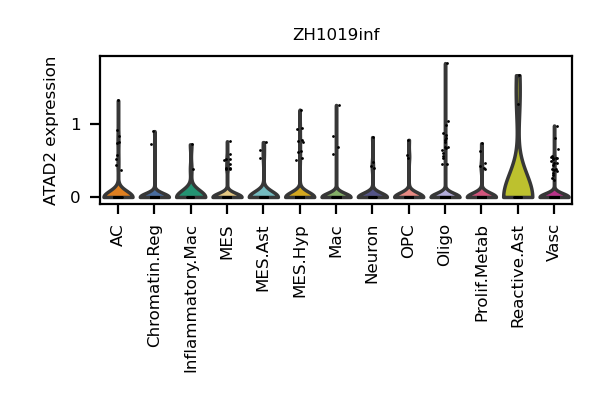 ZH1019inf
ATAD2 expression
1
0
AC
Chromatin.Reg
Inflammatory.Mac
MES
MES.Ast
MES.Hyp
Mac
Neuron
OPC
Oligo
Prolif.Metab
Reactive.Ast
Vasc